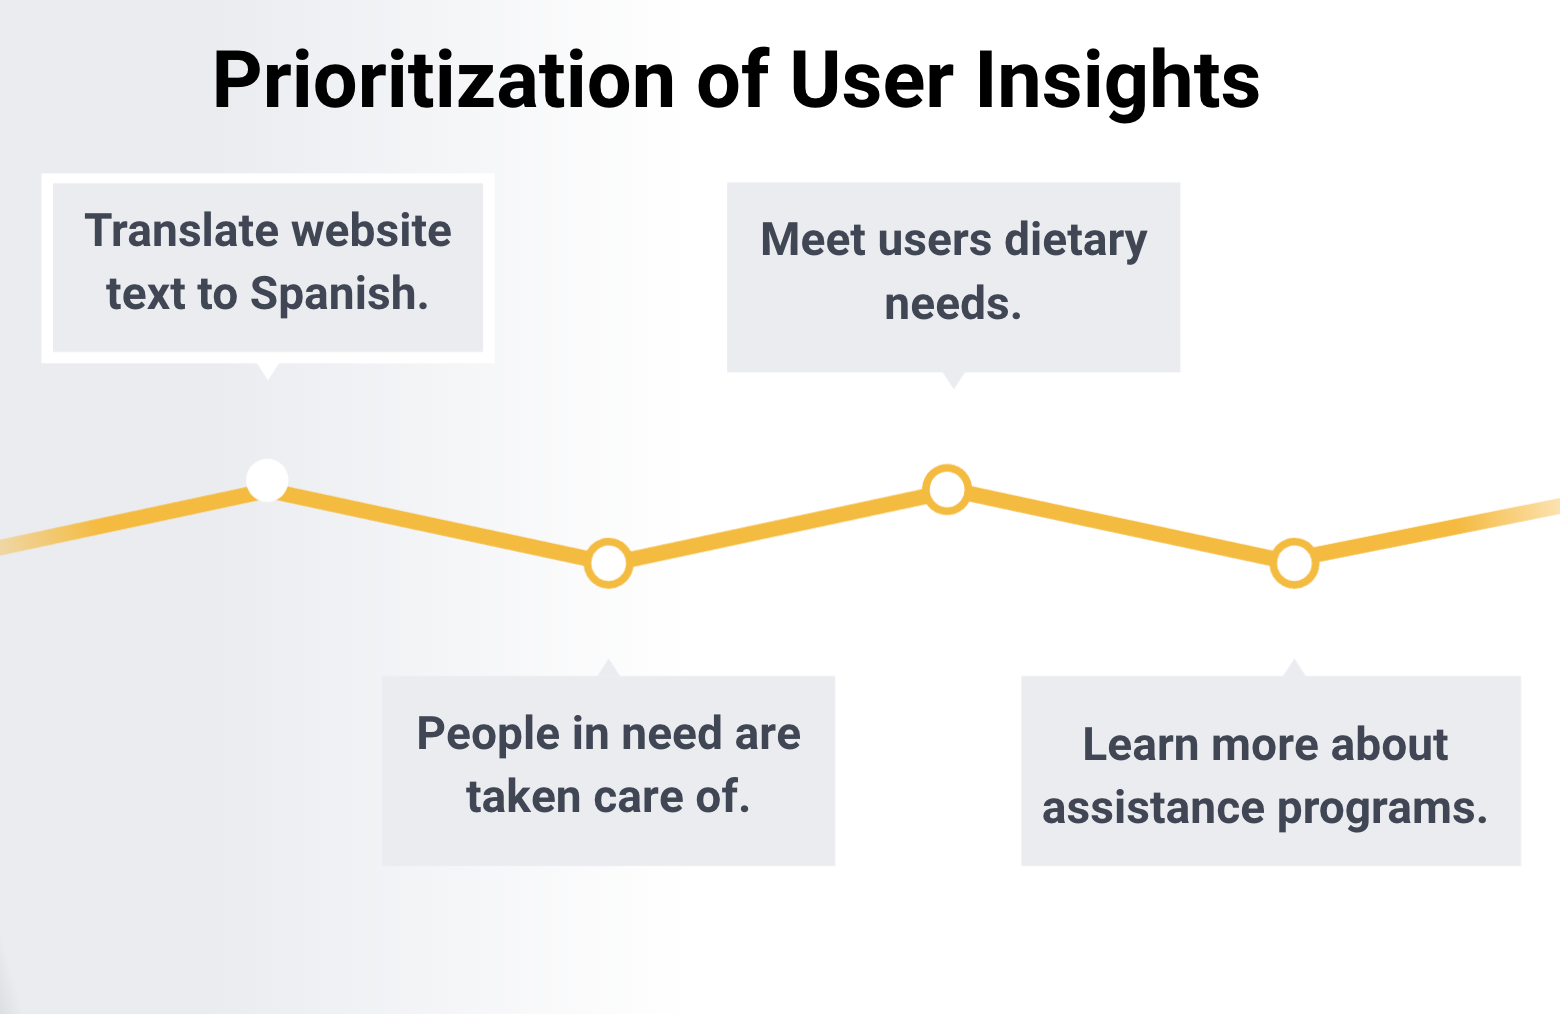 Prioritization of User Insights
Translate website
text to Spanish.
People in need are
taken care of.
Meet users dietary
needs.
Learn more about
assistance programs.